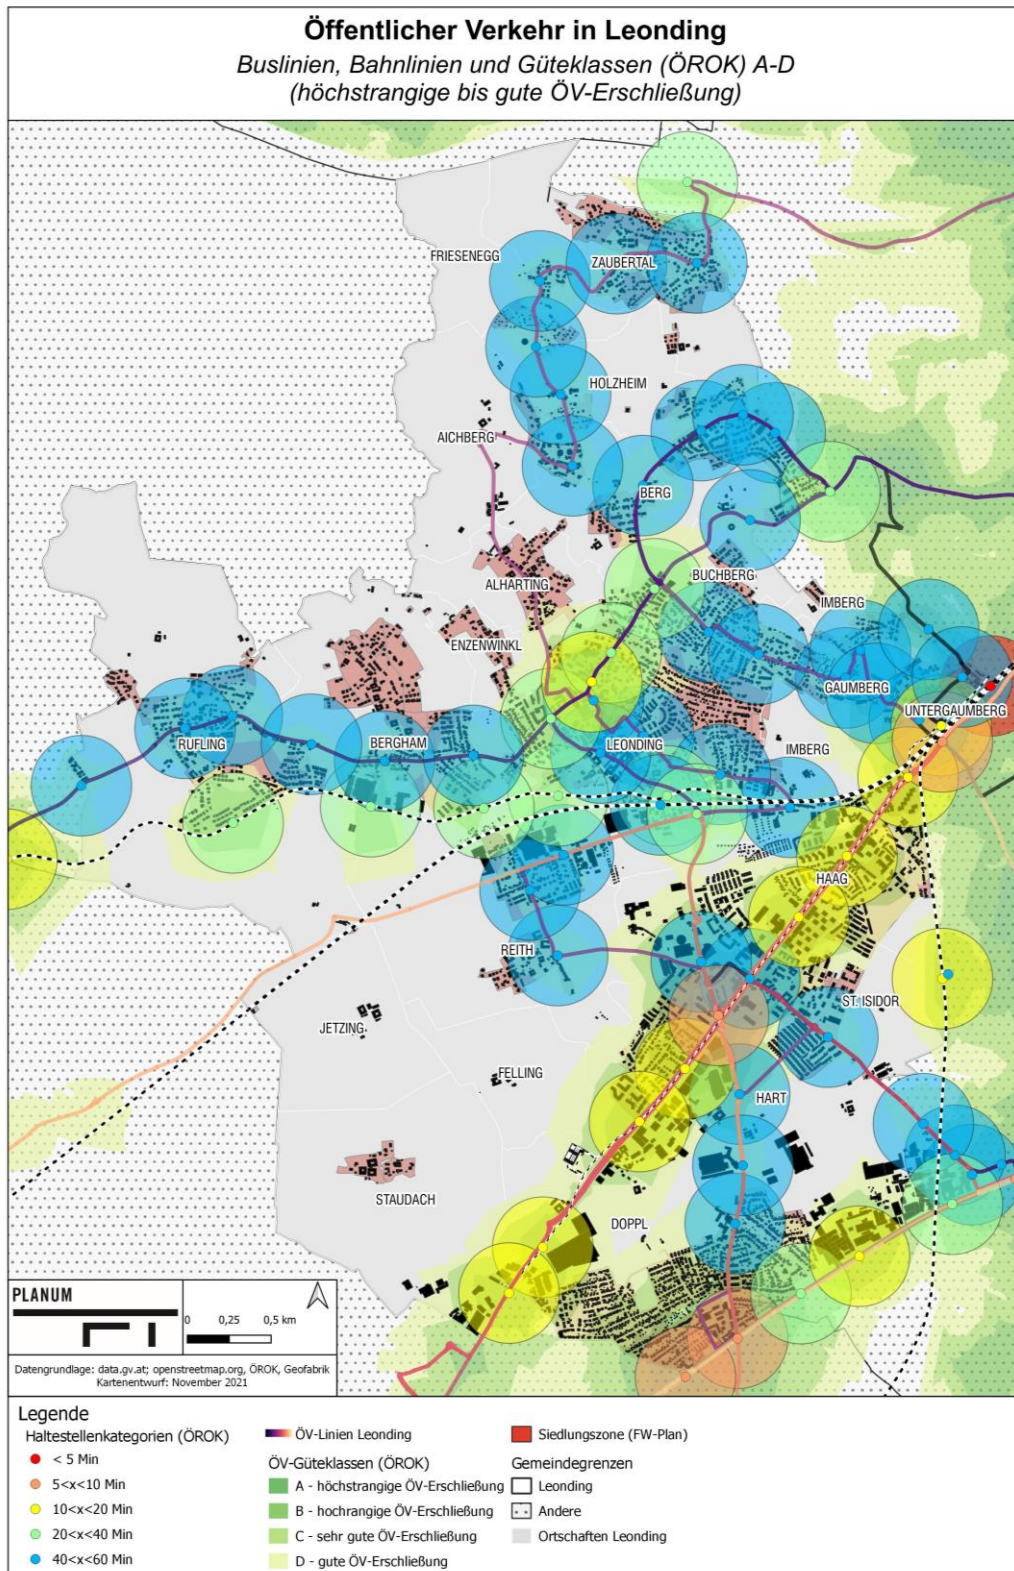 Öffentlicher Verkehr in Leonding
Buslinien, Bahnlinien und Güteklassen (ÖROK) A-D
(höchstrangige bis gute ÖV-Erschließung)
FRIESENEGG
ZAUBERTAL
HOLZHEIM
AICHBERG
BERG
ALHARTING
BUCHBERG
IMBERG
ENZENWINKL
GAUMBERG
UNTERGAUMBERG
RUFLING
BERGHAM
LEONDING
IMBERG
HAAG
REITH
ST. ISIDOR
JETZING
FELLING
HART
STAUDACH
DOPPL
PLANUM
0 0,25 0,5 km
Datengrundlage: data.gv.at; openstreetmap.org, ÖROK, Geofabrik
Kartenentwurf: November 2021
Legende
Haltestellenkategorien (ÖROK)
< 5 Min
5<x<10 Min
10<x<20 Min
20<x<40 Min
40<x<60 Min
ÖV-Linien Leonding
ÖV-Güteklassen (ÖROK)
A - höchstrangige ÖV-Erschließung
B - hochrangige ÖV-Erschließung
C - sehr gute ÖV-Erschließung
D - gute ÖV-Erschließung
Siedlungszone (FW-Plan)
Gemeindegrenzen
Leonding
Andere
Ortschaften Leonding